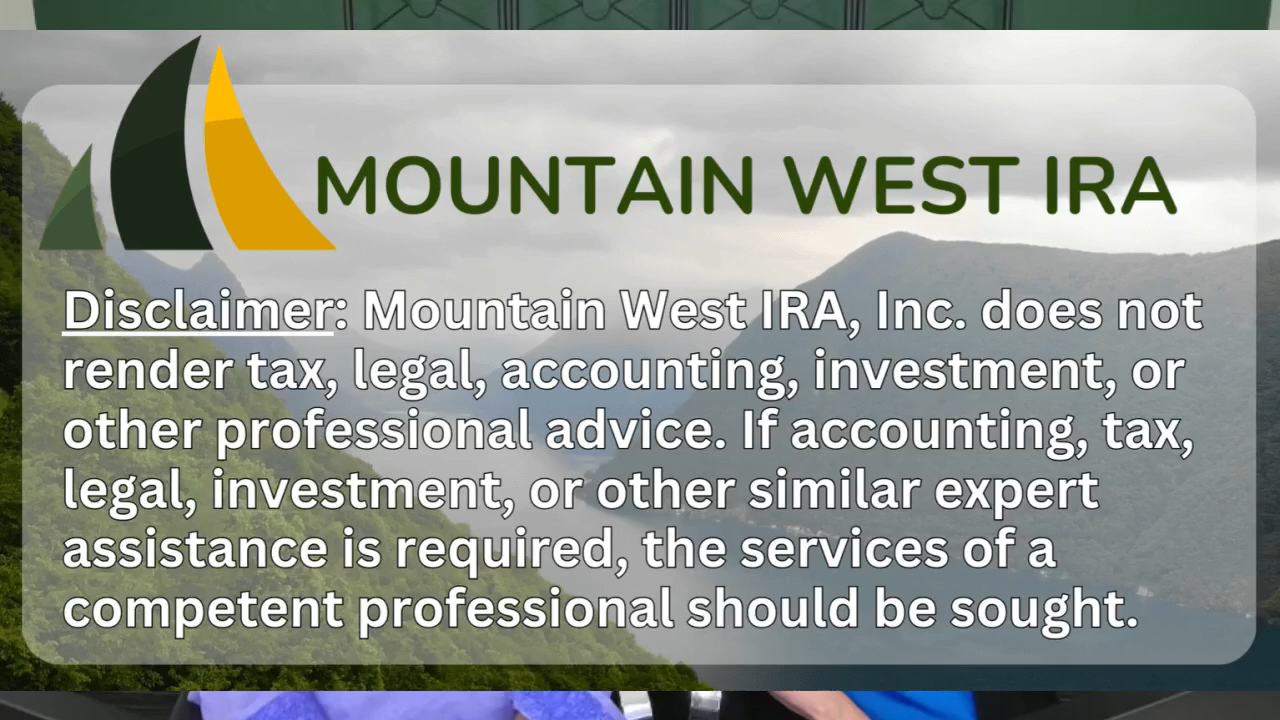 MOUNTAIN WEST IRA
Disclaimer: Mountain West IRA, Inc. does not
render tax, legal, accounting, investment, or
other professional advice. If accounting, tax,
legal, investment, or other similar expert
assistance is required, the services of a
competent professional should be sought.